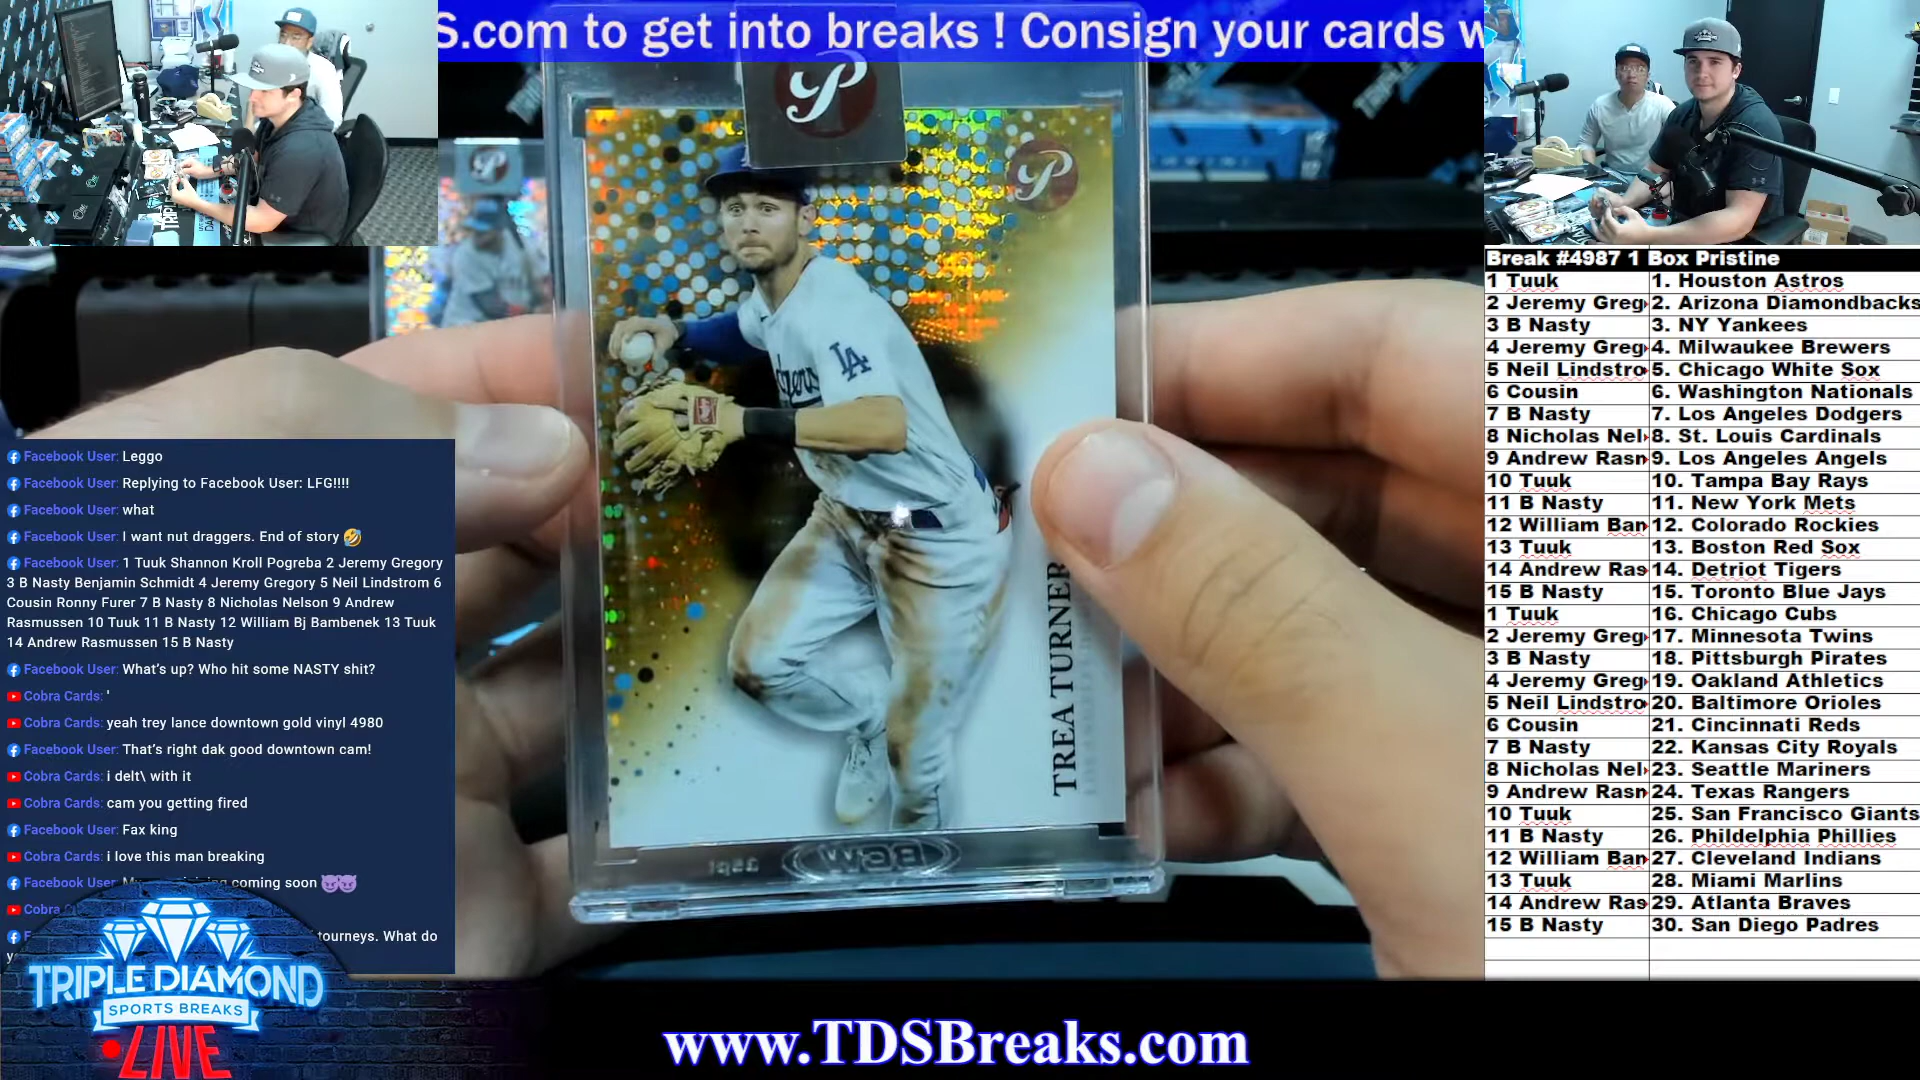 S.com to get into breaks ! Consign your cards w
P
P
LA
TREA TURNER
BGW
35pt
Facebook User: Leggo
Facebook User: Replying to Facebook User: LFG!!!!
Facebook User: what
Facebook User: I want nut draggers. End of story 🤣
Facebook User: 1 Tuuk Shannon Kroll Pogreba 2 Jeremy Gregory
3 B Nasty Benjamin Schmidt 4 Jeremy Gregory 5 Neil Lindstrom 6
Cousin Ronny Furer 7 B Nasty 8 Nicholas Nelson 9 Andrew
Rasmussen 10 Tuuk 11 B Nasty 12 William Bj Bambenek 13 Tuuk
14 Andrew Rasmussen 15 B Nasty
Facebook User: What's up? Who hit some NASTY shit?
Cobra Cards: '
Cobra Cards: yeah trey lance downtown gold vinyl 4980
Facebook User: That's right dak good downtown cam!
Cobra Cards: i delt\ with it
Cobra Cards: cam you getting fired
Facebook User: Fax king
Cobra Cards: i love this man breaking
Facebook User: coming soon 😈😈
Cobra
tourneys. What do
TRIPLE DIAMOND
SPORTS BREAKS
LIVE
www.TDSBreaks.com
Break #4987 1 Box Pristine
1 Tuuk 1. Houston Astros
2 Jeremy Greg 2. Arizona Diamondbacks
3 B Nasty 3. NY Yankees
4 Jeremy Greg 4. Milwaukee Brewers
5 Neil Lindstro 5. Chicago White Sox
6 Cousin 6. Washington Nationals
7 B Nasty 7. Los Angeles Dodgers
8 Nicholas Nel 8. St. Louis Cardinals
9 Andrew Rasn 9. Los Angeles Angels
10 Tuuk 10. Tampa Bay Rays
11 B Nasty 11. New York Mets
12 William Ban 12. Colorado Rockies
13 Tuuk 13. Boston Red Sox
14 Andrew Ras 14. Detriot Tigers
15 B Nasty 15. Toronto Blue Jays
1 Tuuk 16. Chicago Cubs
2 Jeremy Greg 17. Minnesota Twins
3 B Nasty 18. Pittsburgh Pirates
4 Jeremy Greg 19. Oakland Athletics
5 Neil Lindstro 20. Baltimore Orioles
6 Cousin 21. Cincinnati Reds
7 B Nasty 22. Kansas City Royals
8 Nicholas Nel 23. Seattle Mariners
9 Andrew Rasn 24. Texas Rangers
10 Tuuk 25. San Francisco Giants
11 B Nasty 26. Phildelphia Phillies
12 William Ban 27. Cleveland Indians
13 Tuuk 28. Miami Marlins
14 Andrew Ras 29. Atlanta Braves
15 B Nasty 30. San Diego Padres